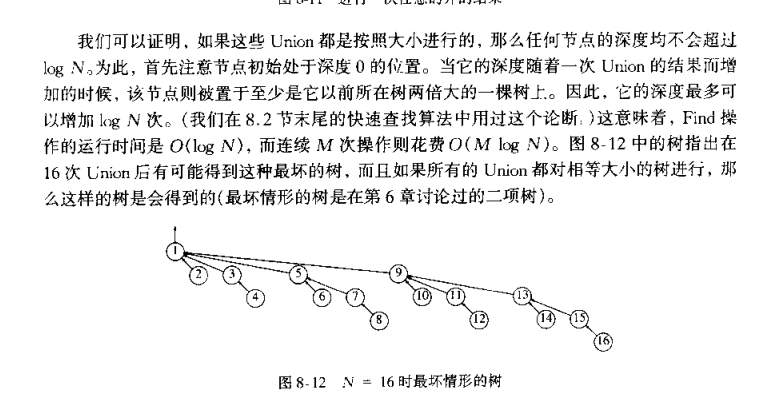 我们可以证明，如果这些 Union 都是按照大小进行的，那么任何节点的深度均不会超过
log N。为此，首先注意节点初始处于深度 0 的位置。当它的深度随着一次 Union 的结果而增
加的时候，该节点则被置于至少是它以前所在树两倍大的一棵树上。因此，它的深度最多可
以增加 log N 次。(我们在 8.2 节末尾的快速查找算法中用过这个论断。)这意味着，Find 操
作的运行时间是 O(log N)，而连续 M 次操作则花费 O(M log N)。图 8-12 中的树指出在
16 次 Union 后有可能得到这种最坏的树，而且如果所有的 Union 都对相等大小的树进行，那
么这样的树是会得到的(最坏情形的树是在第 6 章讨论过的二项树)。
1
2
3
4
5
6
7
8
9
10
11
12
13
14
15
16
图 8-12 N = 16 时最坏情形的树